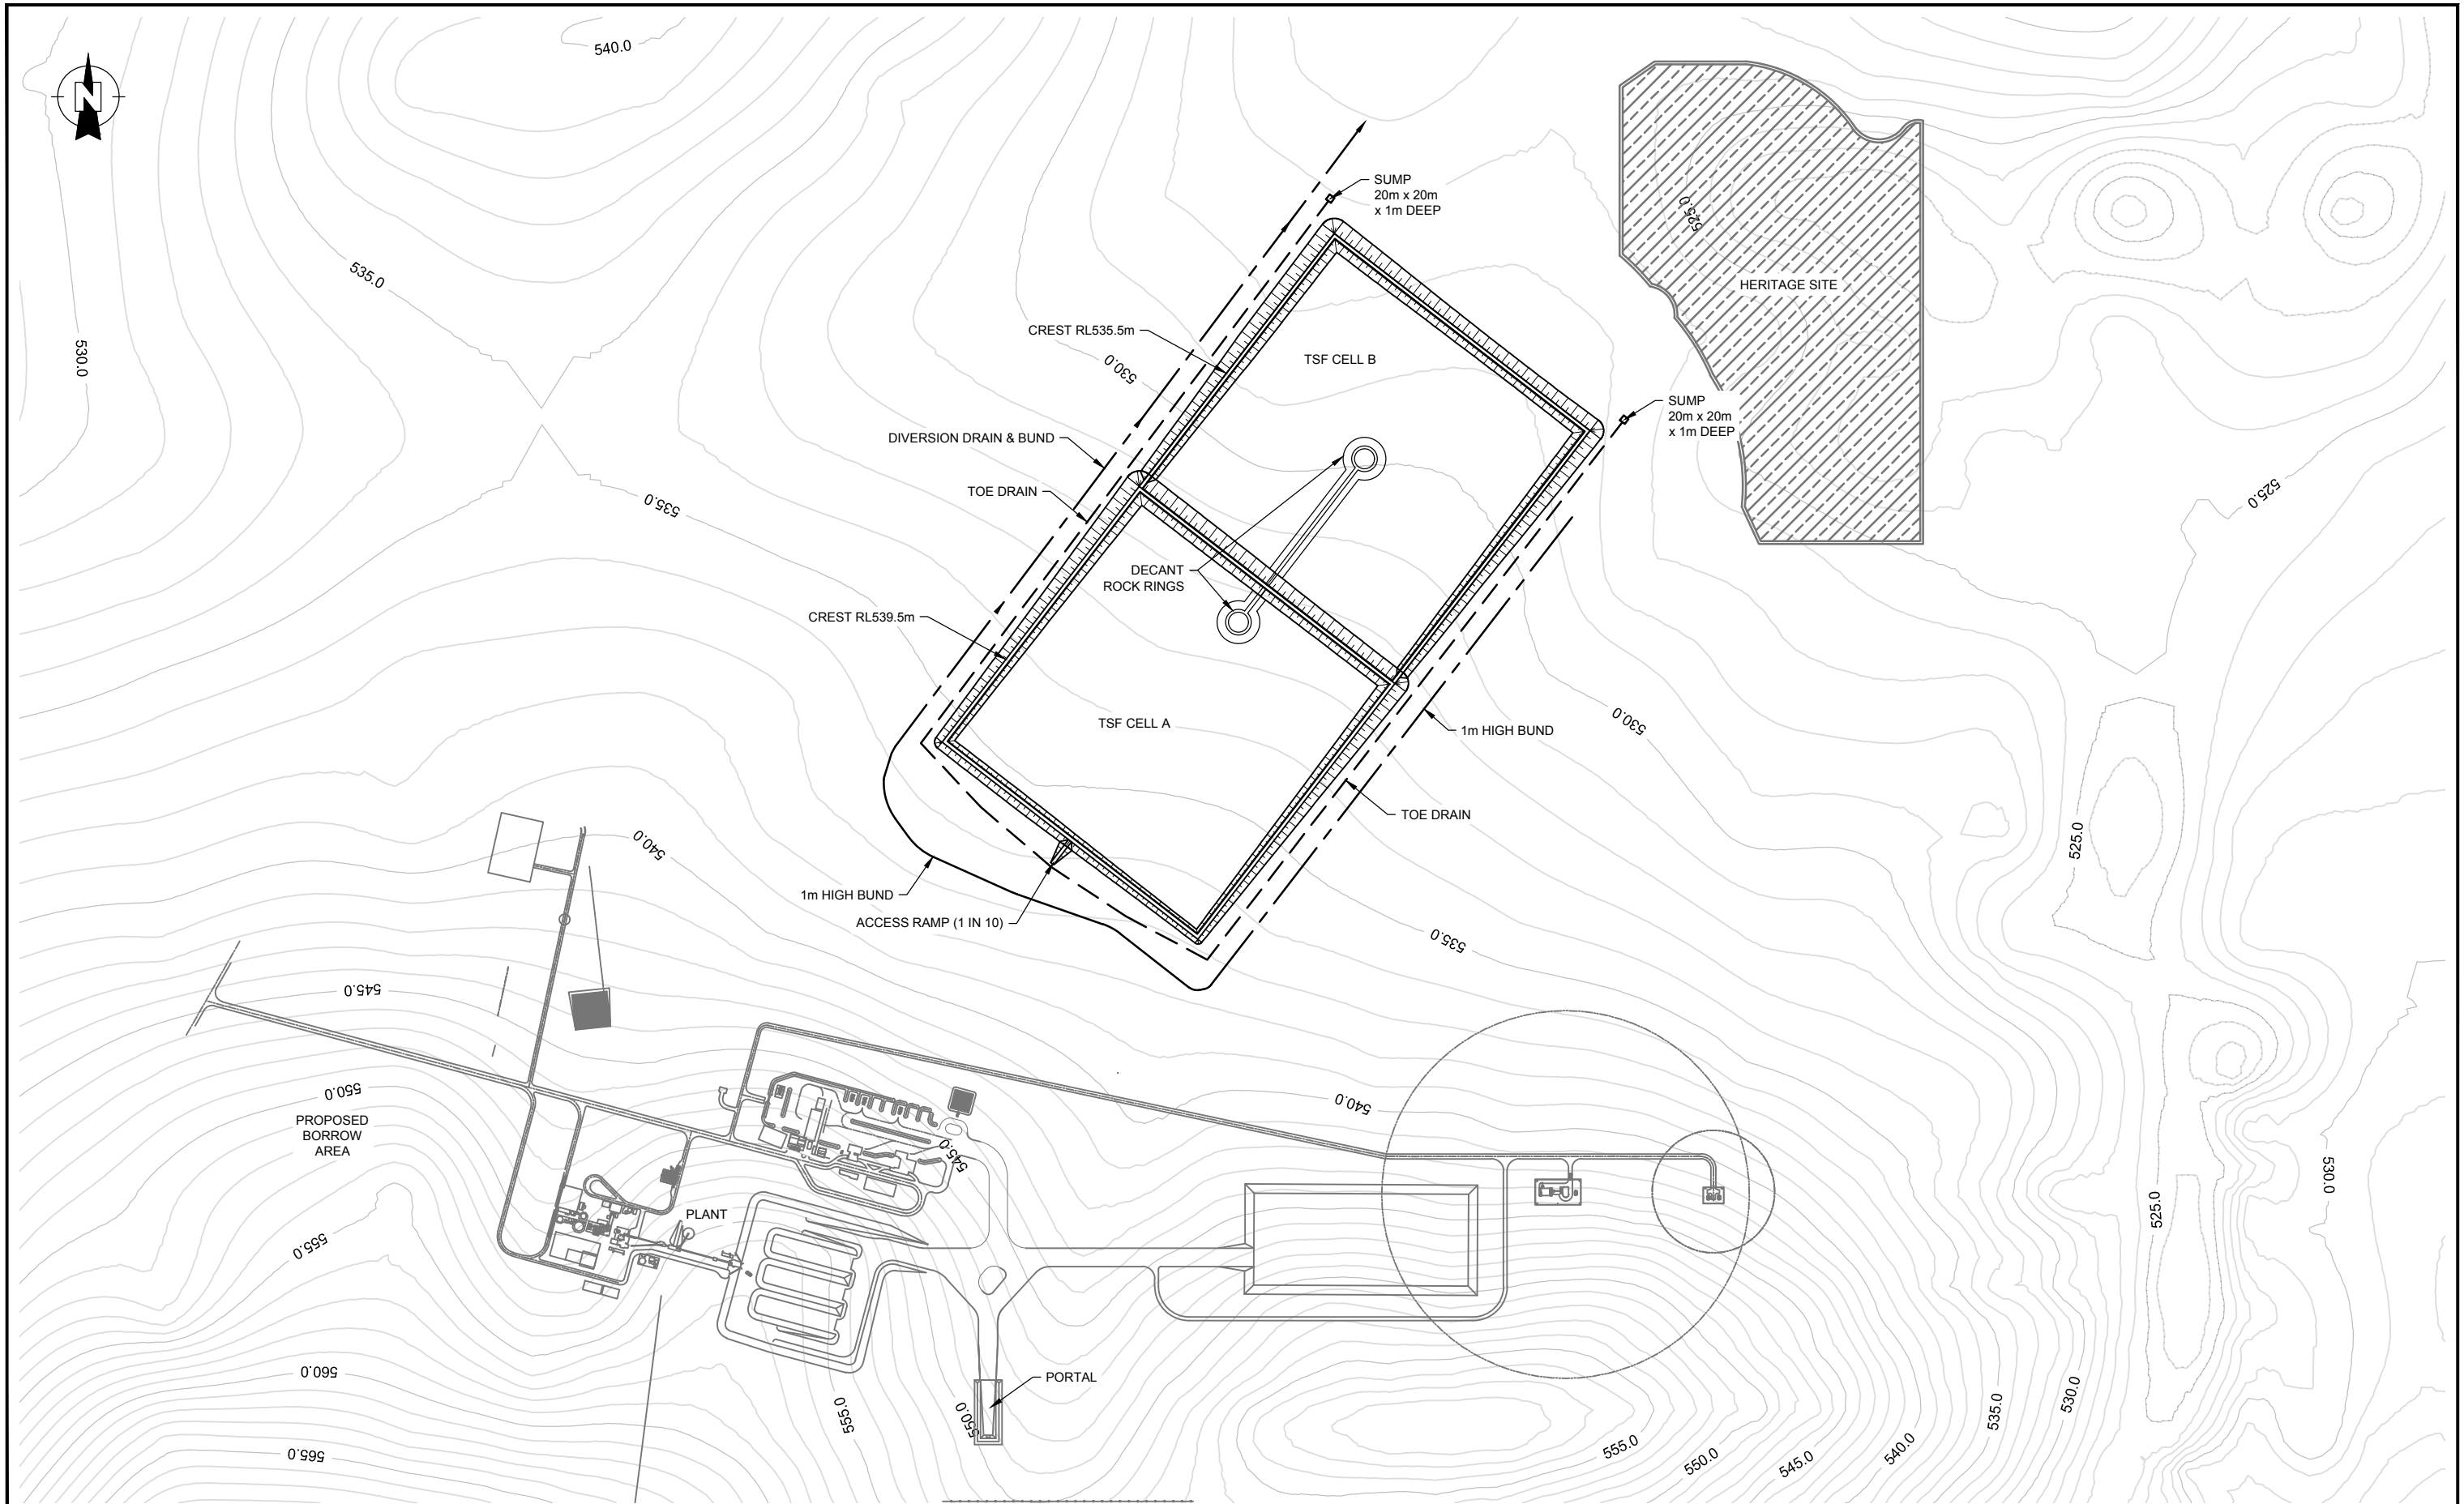 540.0
N
SUMP
20m x 20m
x 1m DEEP
525.0
535.0
HERITAGE SITE
CREST RL535.5m
530.0
TSF CELL B
530.0
SUMP
20m x 20m
x 1m DEEP
DIVERSION DRAIN & BUND
TOE DRAIN
535.0
525.0
DECANT
ROCK RINGS
CREST RL539.5m
TSF CELL A
530.0
1m HIGH BUND
TOE DRAIN
540.0
525.0
1m HIGH BUND
ACCESS RAMP (1 IN 10)
535.0
545.0
550.0
540.0
PROPOSED
BORROW
AREA
545.0
530.0
525.0
PLANT
555.0
PORTAL
560.0
555.0
550.0
535.0
530.0
565.0
555.0
550.0
545.0
540.0